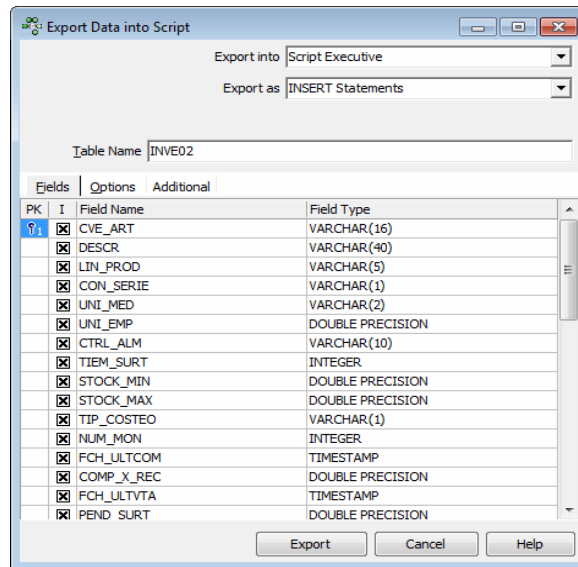 Export Data into Script
Export into Script Executive
Export as INSERT Statements
Table Name INVE02
Fields Options Additional
PK I Field Name Field Type
1 CVE_ART VARCHAR(16)
DESCR VARCHAR(40)
LIN_PROD VARCHAR(5)
CON_SERIE VARCHAR(1)
UNI_MED VARCHAR(2)
UNI_EMP DOUBLE PRECISION
CTRL_ALM VARCHAR(10)
TIEM_SURT INTEGER
STOCK_MIN DOUBLE PRECISION
STOCK_MAX DOUBLE PRECISION
TIP_COSTEO VARCHAR(1)
NUM_MON INTEGER
FCH_ULTCOM TIMESTAMP
COMP_X_REC DOUBLE PRECISION
FCH_ULTVTA TIMESTAMP
PEND_SURT DOUBLE PRECISION
Export Cancel Help